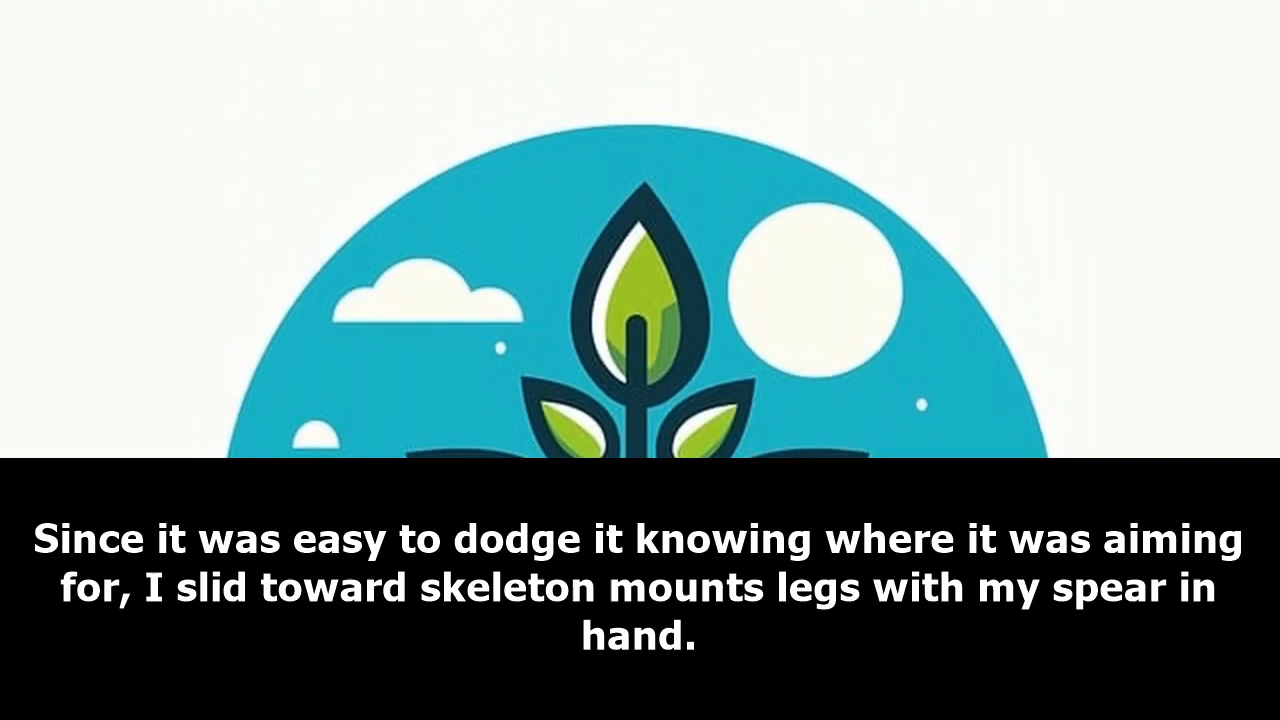 Since it was easy to dodge it knowing where it was aiming
for, I slid toward skeleton mounts legs with my spear in
hand.